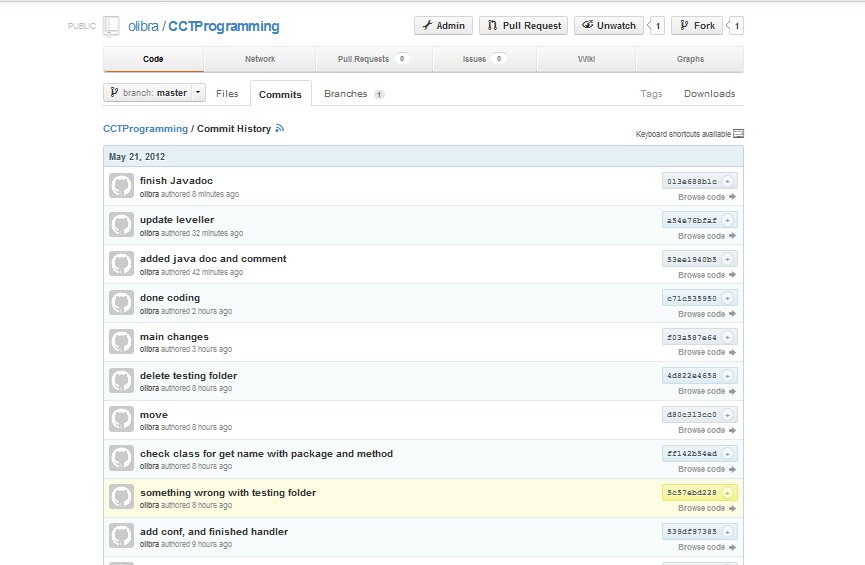 PUBLIC olibra / CCTProgramming Admin Pull Request Unwatch 1 Fork 1
Code Network Pull Requests 0 Issues 0 Wiki Graphs
branch: master Files Commits Branches 1 Tags Downloads
CCTProgramming / Commit History Keyboard shortcuts available
May 21, 2012
finish Javadoc 013e688b1c
olibra authored 8 minutes ago Browse code
update leveller a54e76bfaf
olibra authored 32 minutes ago Browse code
added java doc and comment 53ee1940b5
olibra authored 42 minutes ago Browse code
done coding c71c535950
olibra authored 2 hours ago Browse code
main changes f03a587e64
olibra authored 3 hours ago Browse code
delete testing folder 4d822e4658
olibra authored 8 hours ago Browse code
move d80c313cc0
olibra authored 8 hours ago Browse code
check class for get name with package and method ff142b54ed
olibra authored 8 hours ago Browse code
something wrong with testing folder 5c57ebd228
olibra authored 8 hours ago Browse code
add conf, and finished handler 539df97385
olibra authored 9 hours ago Browse code